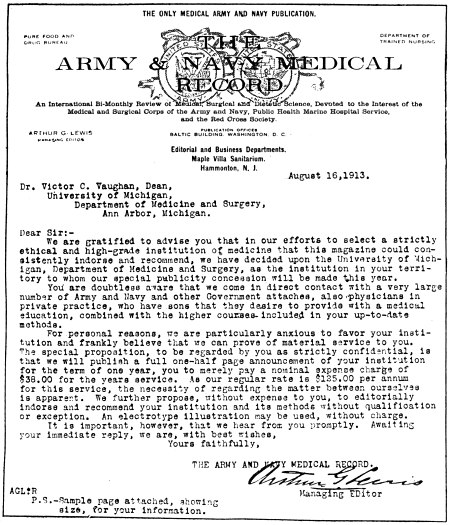 THE ONLY MEDICAL ARMY AND NAVY PUBLICATION.
PURE FOOD AND
DRUG BUREAU
DEPARTMENT OF
TRAINED NURSING
THE
ARMY & NAVY MEDICAL
RECORD
An International Bi-Monthly Review of Medical, Surgical and Dietetic Science, Devoted to the Interest of the
Medical and Surgical Corps of the Army and Navy, Public Health Marine Hospital Service,
and the Red Cross Society.
ARTHUR G. LEWIS
MANAGING EDITOR
PUBLICATION OFFICES
BALTIC BUILDING, WASHINGTON, D. C.
Editorial and Business Departments.
Maple Villa Sanitarium.
Hammonton, N. J.
August 16,1913.
Dr. Victor C. Vaughan, Dean,
University of Michigan,
Department of Medicine and Surgery,
Ann Arbor, Michigan.
Dear Sir:-
We are gratified to advise you that in our efforts to select a strictly
ethical and high-grade institution of medicine that this magazine could con-
sistently indorse and recommend, we have decided upon the University of Mich-
igan, Department of Medicine and Surgery, as the institution in your terri-
tory to whom our special publicity concession will be made this year.
You are doubtless aware that we come in direct contact with a very large
number of Army and Navy and other Government attaches, also physicians in
private practice, who have sons that they desire to provide with a medical
education, combined with the higher courses included in your up-to-date
methods.
For personal reasons, we are particularly anxious to favor your insti-
tution and frankly believe that we can prove of material service to you.
The special proposition, to be regarded by you as strictly confidential, is
that we will publish a full one-half page announcement of your institution
for the term of one year, you to merely pay a nominal expense charge of
$38.00 for the years service. As our regular rate is $125.00 per annum
for this service, the necessity of regarding the matter between ourselves
is apparent. We further propose, without expense to you, to editorially
indorse and recommend your institution and its methods without qualification
or exception. An electrotype illustration may be used, without charge.
It is important, however, that we hear from you promptly. Awaiting
your immediate reply, we are, with best wishes,
Yours faithfully,
THE ARMY AND NAVY MEDICAL RECORD.
Arthur G Lewis
Managing Editor
AGL*R
P.S.-Sample page attached, showing
size, for your information.